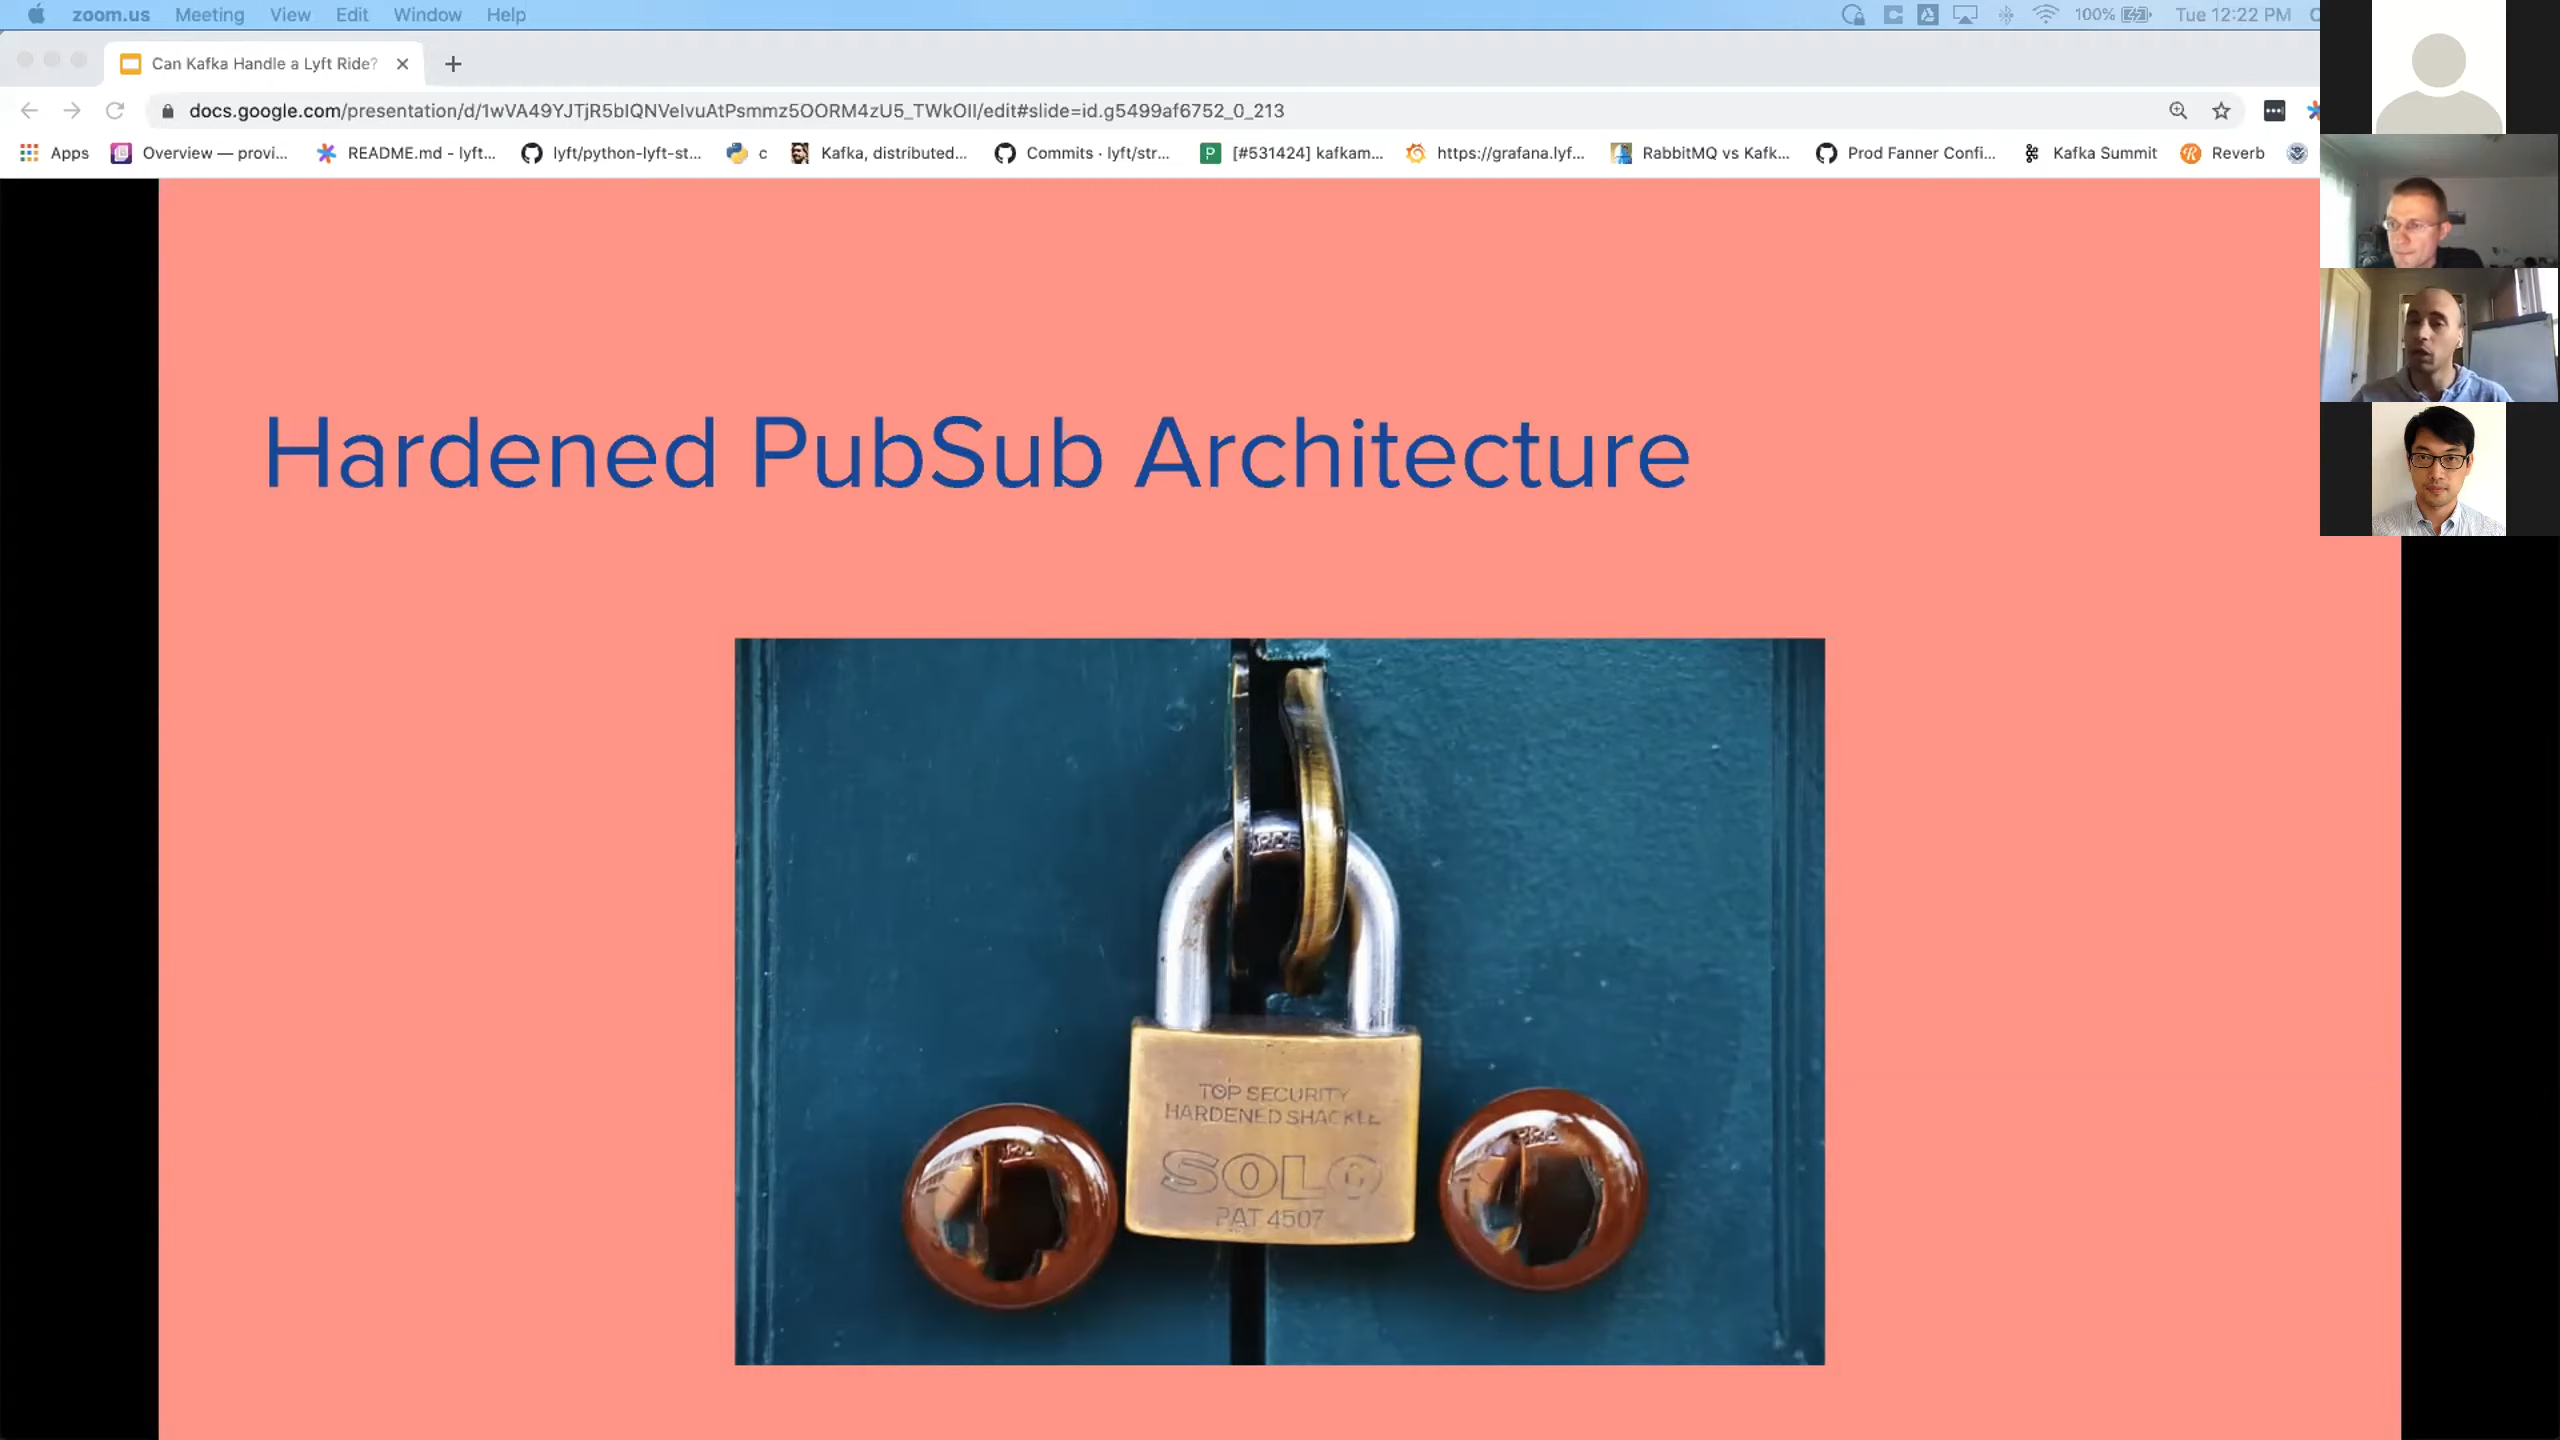 zoom.us Meeting View Edit Window Help 100% Tue 12:22 PM
Can Kafka Handle a Lyft Ride?
docs.google.com/presentation/d/1wVA49YJTjR5bIQNVeIvuAtPsmmz5OORM4zU5_TWkOII/edit#slide=id.g5499af6752_0_213
Apps Overview — provi... README.md - lyft... lyft/python-lyft-st... c Kafka, distributed... Commits · lyft/str... [#531424] kafkam... https://grafana.lyf... RabbitMQ vs Kafk... Prod Fanner Confi... Kafka Summit Reverb
Hardened PubSub Architecture
TOP SECURITY
HARDENED SHACKLE
SOLO
PAT 4507